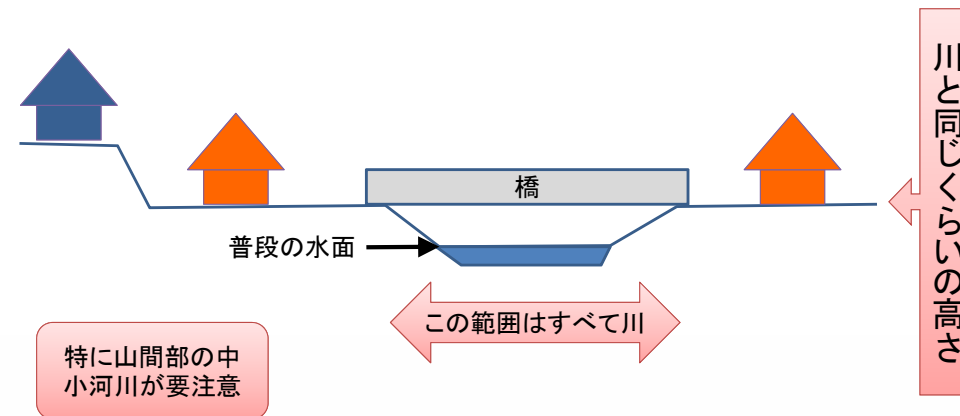 橋
普段の水面
この範囲はすべて川
特に山間部の中
小河川が要注意
川と同じくらいの高さ